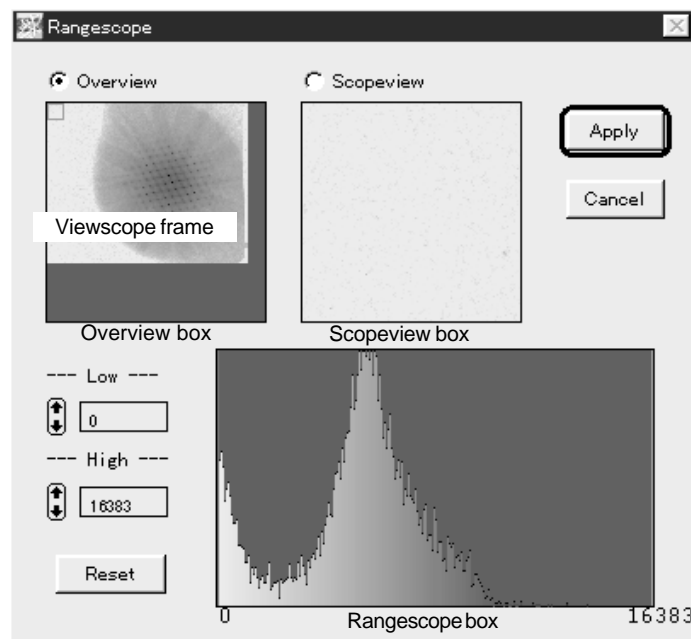 Rangescope
Overview
Scopeview
Apply
Cancel
Viewscope frame
Overview box
Scopeview box
--- Low ---
0
--- High ---
16383
Reset
0
Rangescope box
16383